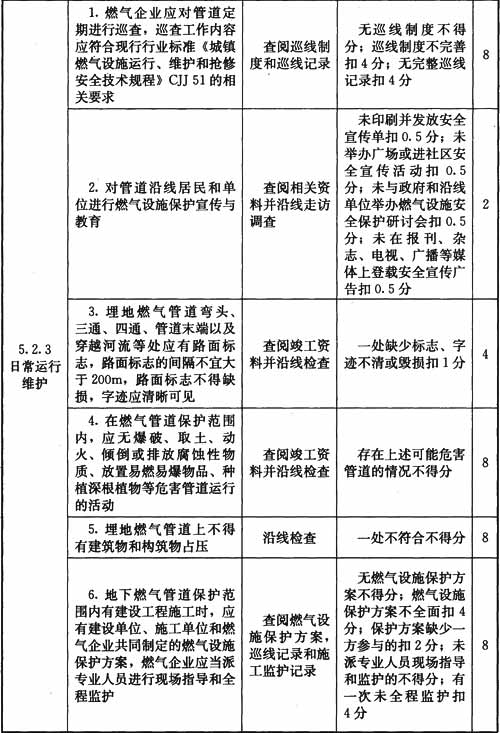 5.2.3
日常运行
维护
1. 燃气企业应对管道定
期进行巡查，巡查工作内容
应符合现行行业标准《城镇
燃气设施运行、维护和抢修
安全技术规程》CJJ 51 的相
关要求
查阅巡线制
度和巡线记录
无巡线制度不得
分；巡线制度不完善
扣 4 分；无完整巡线
记录扣 4 分
8
2. 对管道沿线居民和单
位进行燃气设施保护宣传与
教育
查阅相关资
料并沿线走访
调查
未印刷并发放安全
宣传单扣 0.5 分；未
举办广场或进社区安
全宣传活动扣 0.5
分；未与政府和沿线
单位举办燃气设施安
全保护研讨会扣 0.5
分；未在报刊、杂
志、电视、广播等媒
体上登载安全宣传广
告扣 0.5 分
2
3. 埋地燃气管道弯头、
三通、四通、管道末端以及
穿越河流等处应有路面标
志，路面标志的间隔不宜大
于 200m，路面标志不得缺
损，字迹应清晰可见
查阅竣工资
料并沿线检查
一处缺少标志、字
迹不清或毁损扣 1 分
4
4. 在燃气管道保护范围
内，应无爆破、取土、动
火、倾倒或排放腐蚀性物
质、放置易燃易爆物品、种
植深根植物等危害管道运行
的活动
查阅竣工资
料并沿线检查
存在上述可能危害
管道的情况不得分
8
5. 埋地燃气管道上不得
有建筑物和构筑物占压
沿线检查
一处不符合不得分
8
6. 地下燃气管道保护范
围内有建设工程施工时，应
有建设单位、施工单位和燃
气企业共同制定的燃气设施
保护方案，燃气企业应当派
专业人员进行现场指导和全
程监护
查阅燃气设
施保护方案，
巡线记录和施
工监护记录
无燃气设施保护方
案不得分；燃气设施
保护方案不全面扣 4
分；保护方案缺少一
方参与的扣 2 分；未
派专业人员现场指导
和监护的不得分；有
一次未全程监护扣
4 分
8